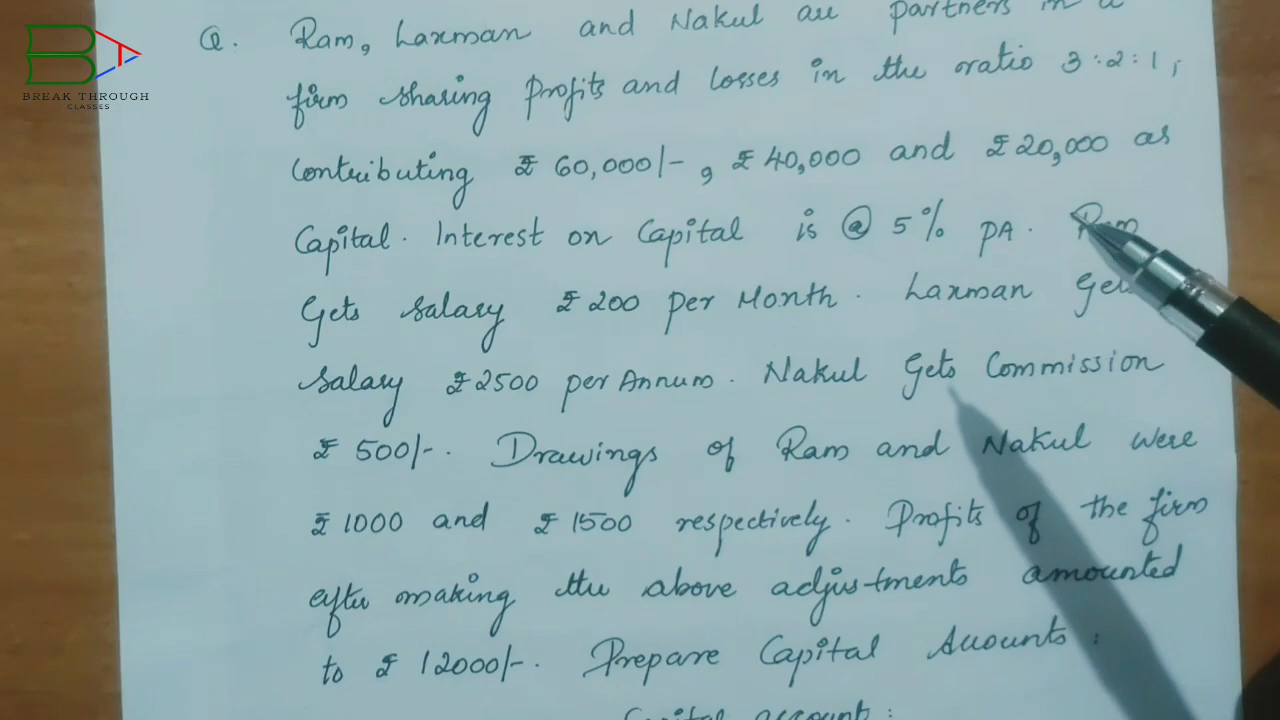 BREAK THROUGH
CLASSES
Q. Ram, Laxman and Nakul are partners in a
firm sharing Profits and losses in the ratio 3:2:1,
Contributing ₹ 60,000/-, ₹ 40,000 and ₹ 20,000 as
Capital. Interest on Capital is @ 5% PA. Ram
Gets Salary ₹ 200 per Month. Laxman Gets
Salary ₹ 2500 per Annum. Nakul Gets Commission
₹ 500/-. Drawings of Ram and Nakul were
₹ 1000 and ₹ 1500 respectively. Profits of the firm
after making the above adjustments amounted
to ₹ 12000/-. Prepare Capital Accounts:
Capital account: